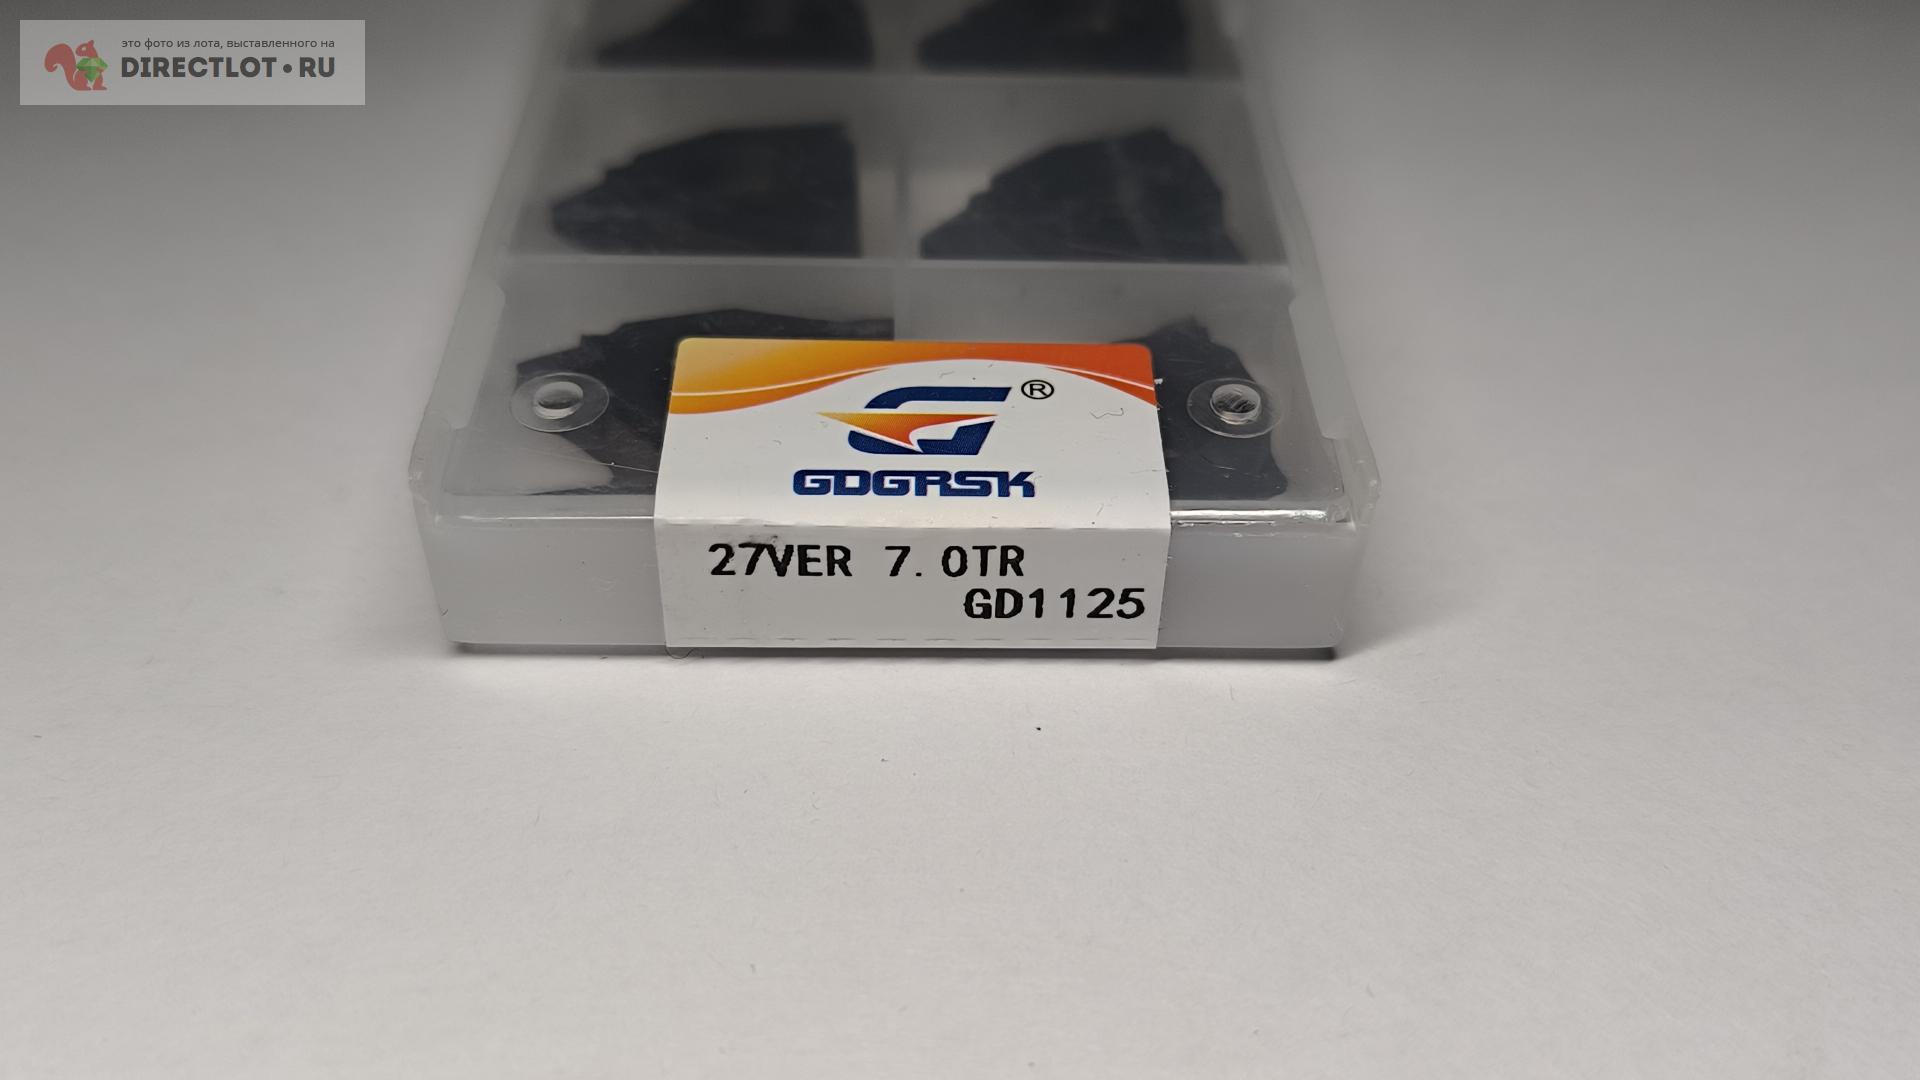 это фото из лота, выставленного на
DIRECTLOT•RU
®
GDGRSK
27VER 7.0TR
GD1125